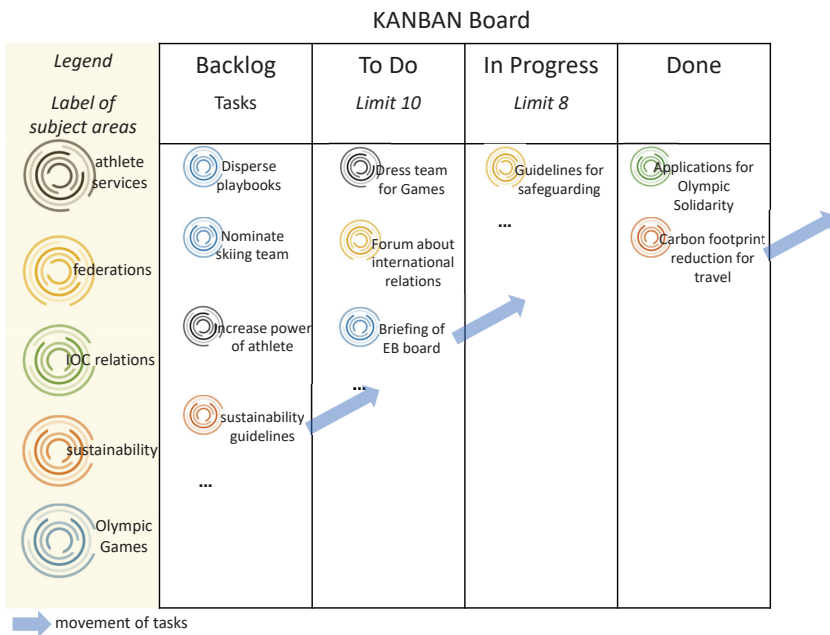 KANBAN Board
Legend
Label of
subject areas
athlete
services
federations
IOC relations
sustainability
Olympic
Games
Backlog
Tasks
Disperse
playbooks
Nominate
skiing team
Increase power
of athlete
sustainability
guidelines
...
To Do
Limit 10
Dress team
for Games
Forum about
international
relations
Briefing of
EB board
...
In Progress
Limit 8
Guidelines for
safeguarding
...
Done
Applications for
Olympic
Solidarity
Carbon footprint
reduction for
travel
movement of tasks